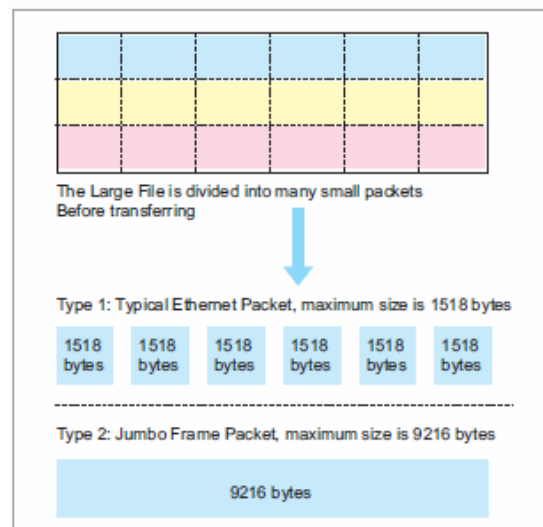 The Large File is divided into many small packets
Before transferring
Type 1: Typical Ethernet Packet, maximum size is 1518 bytes
1518 bytes
1518 bytes
1518 bytes
1518 bytes
1518 bytes
1518 bytes
Type 2: Jumbo Frame Packet, maximum size is 9216 bytes
9216 bytes